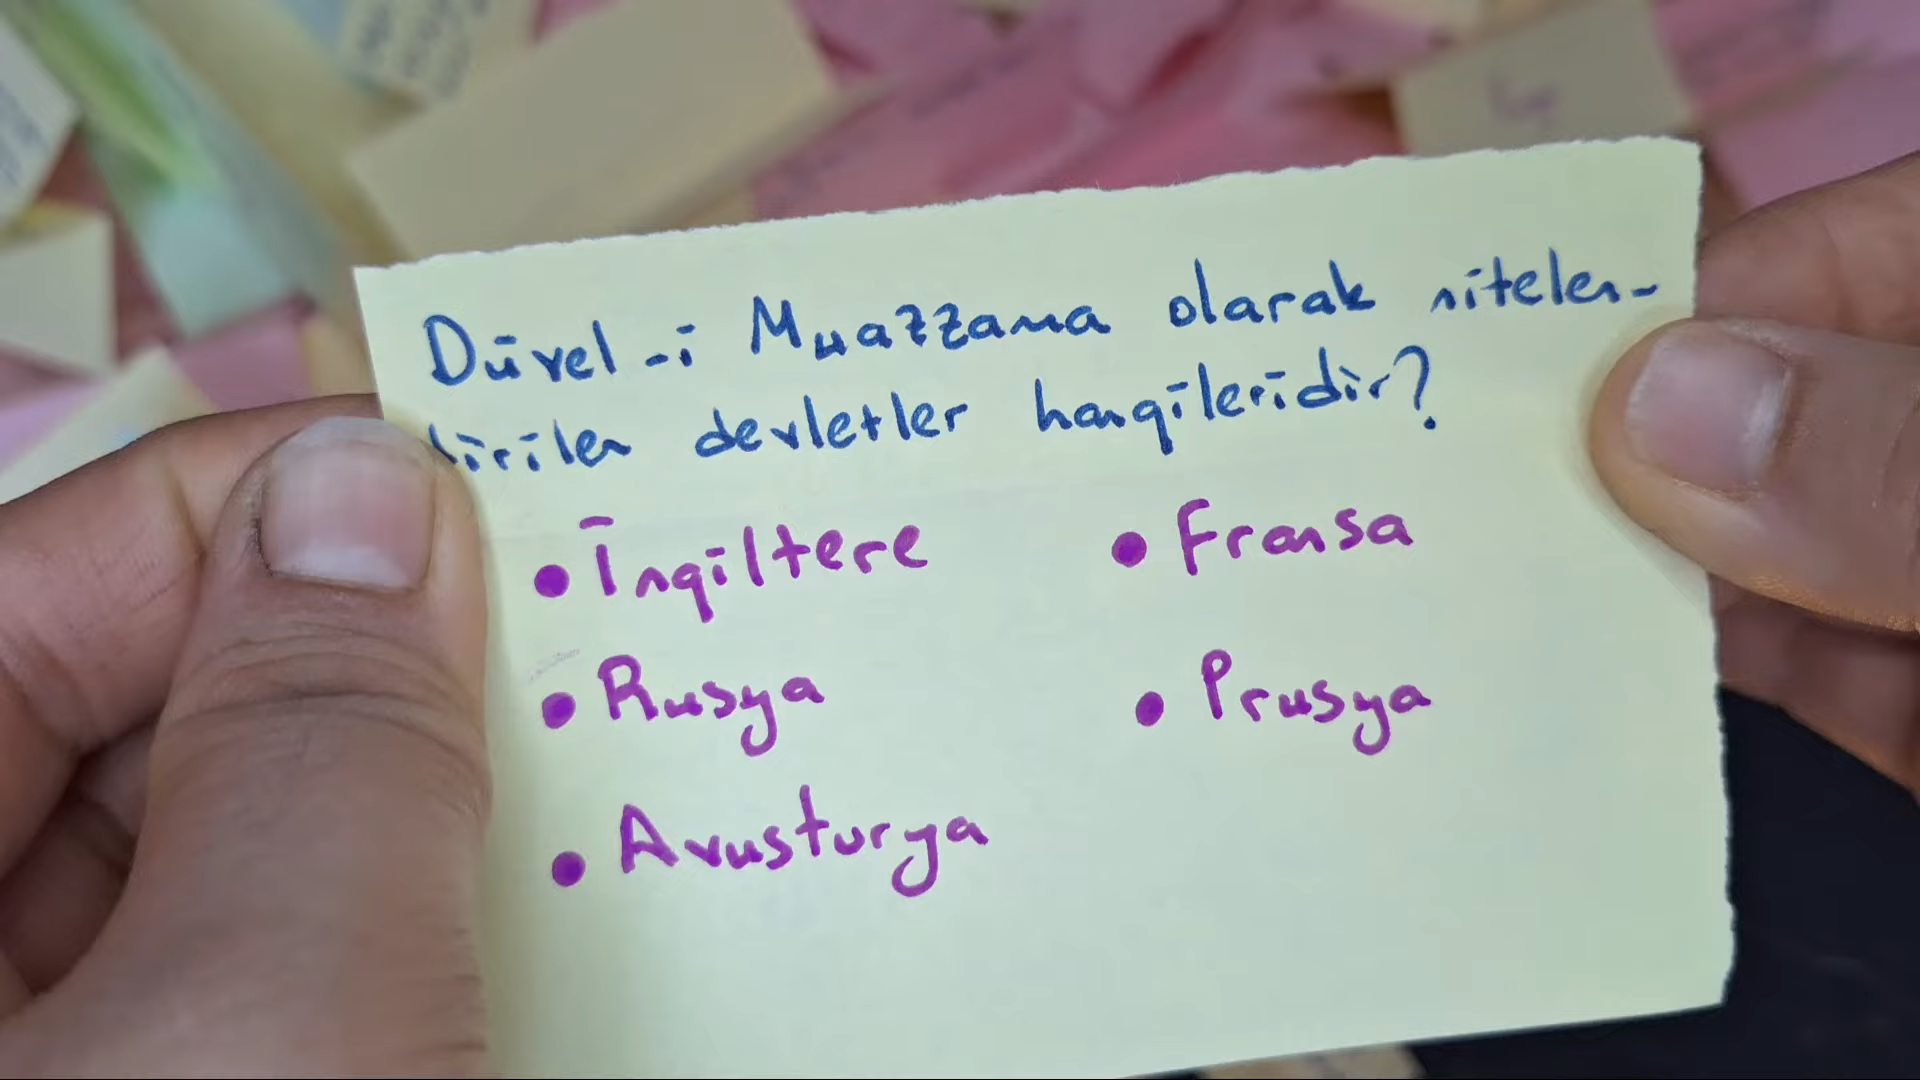 Düvel-i Muazzama olarak nitelen-
dirilen devletler hangileridir?
• İngiltere • Fransa
• Rusya • Prusya
• Avusturya